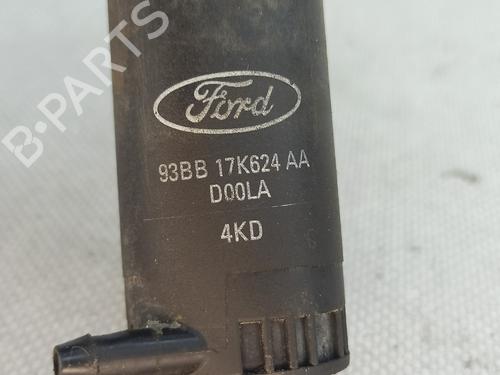 B-PARTS
Ford
93BB 17K624 AA
D00LA
4KD